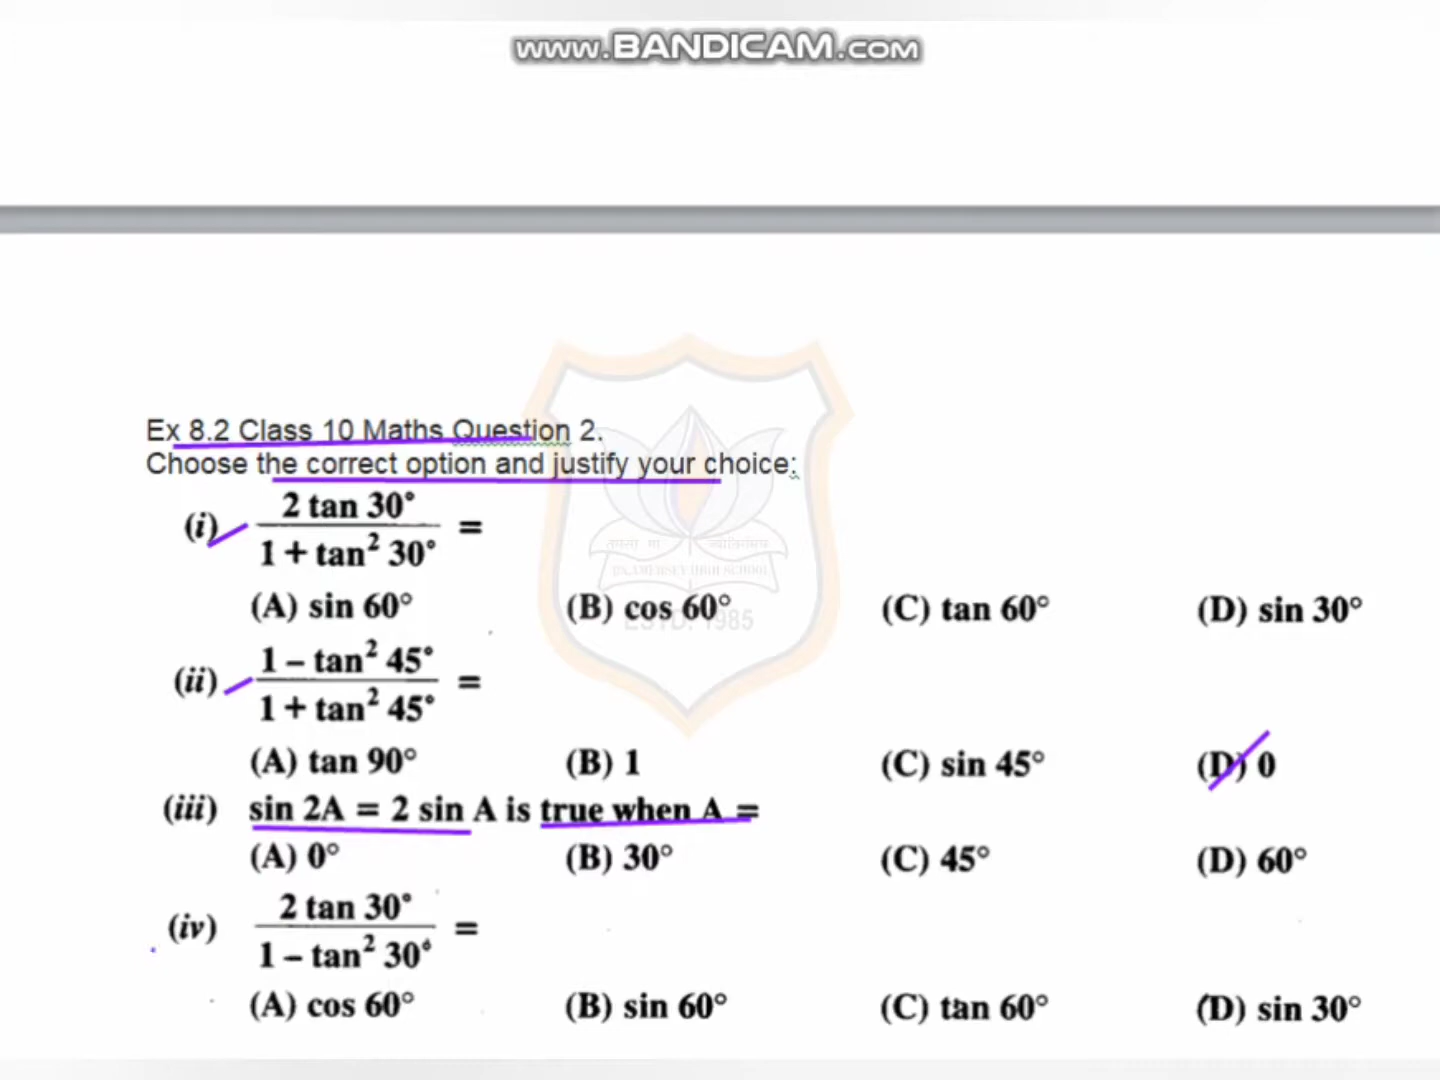 www.BANDICAM.COM
Ex 8.2 Class 10 Maths Question 2.
Choose the correct option and justify your choice:
(i) 2 tan 30° / 1 + tan² 30° =
(A) sin 60° (B) cos 60° (C) tan 60° (D) sin 30°
(ii) 1 – tan² 45° / 1 + tan² 45° =
(A) tan 90° (B) 1 (C) sin 45° (D) 0
(iii) sin 2A = 2 sin A is true when A =
(A) 0° (B) 30° (C) 45° (D) 60°
(iv) 2 tan 30° / 1 – tan² 30° =
(A) cos 60° (B) sin 60° (C) tan 60° (D) sin 30°
ESTD. 1985